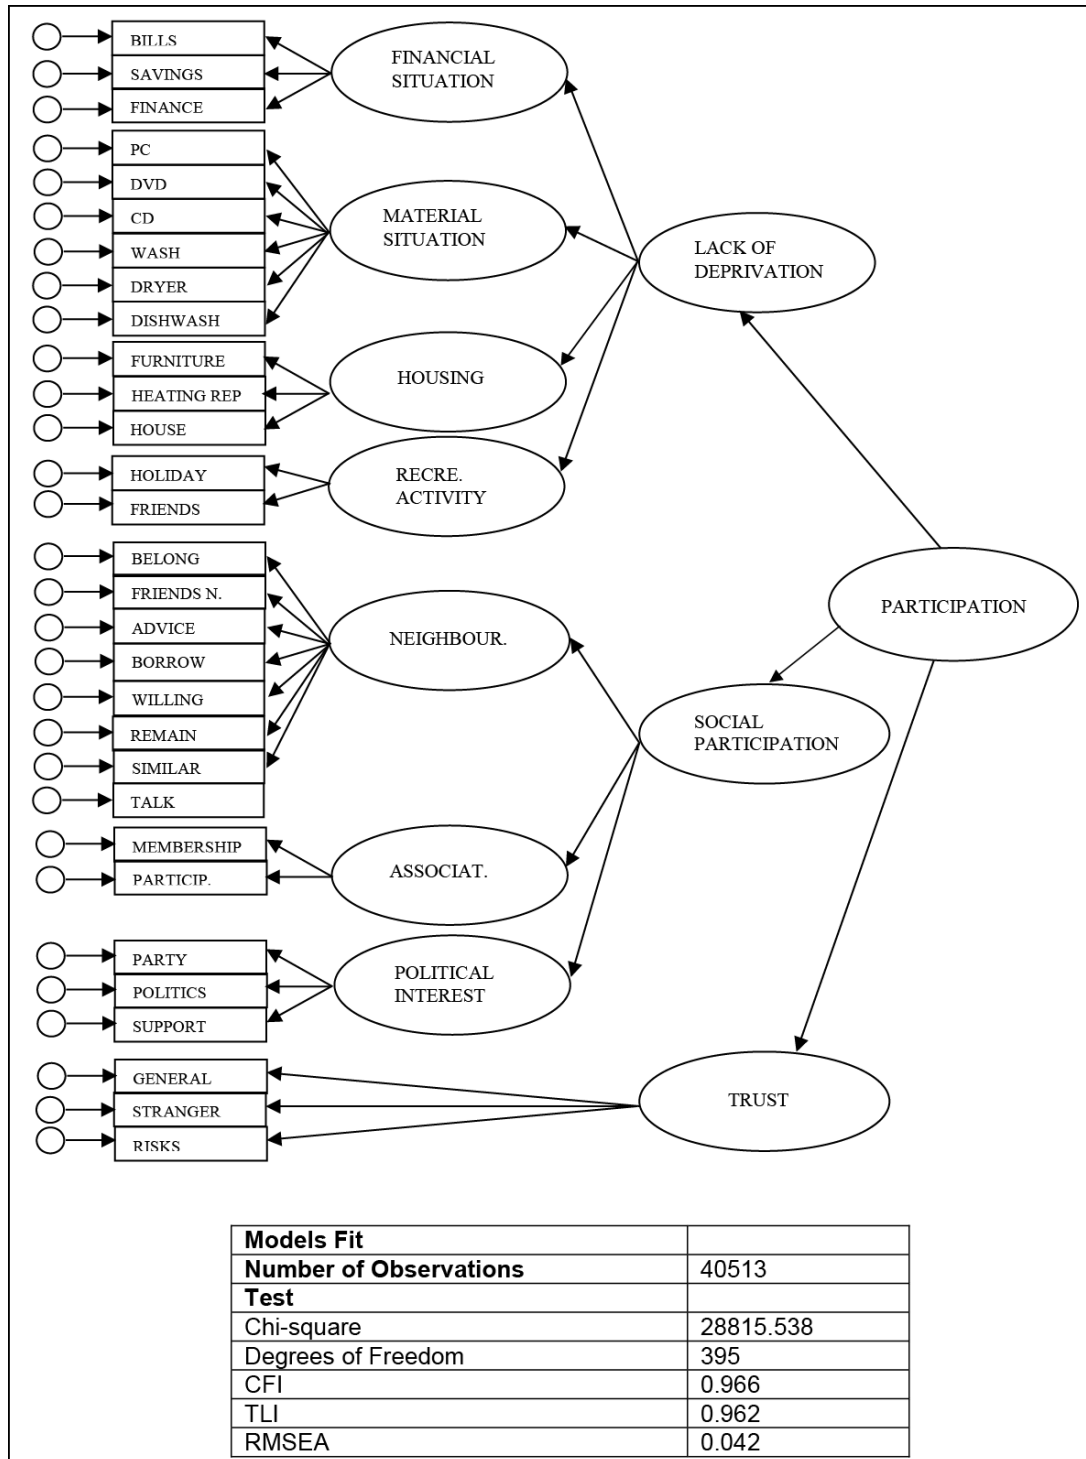 BILLS
SAVINGS
FINANCE
FINANCIAL
SITUATION
PC
DVD
CD
WASH
DRYER
DISHWASH
MATERIAL
SITUATION
LACK OF
DEPRIVATION
FURNITURE
HEATING REP
HOUSE
HOUSING
HOLIDAY
FRIENDS
RECRE.
ACTIVITY
BELONG
FRIENDS N.
ADVICE
BORROW
WILLING
REMAIN
SIMILAR
TALK
NEIGHBOUR.
PARTICIPATION
SOCIAL
PARTICIPATION
MEMBERSHIP
PARTICIP.
ASSOCIAT.
PARTY
POLITICS
SUPPORT
POLITICAL
INTEREST
GENERAL
STRANGER
RISKS
TRUST
Models Fit
Number of Observations 40513
Test
Chi-square 28815.538
Degrees of Freedom 395
CFI 0.966
TLI 0.962
RMSEA 0.042